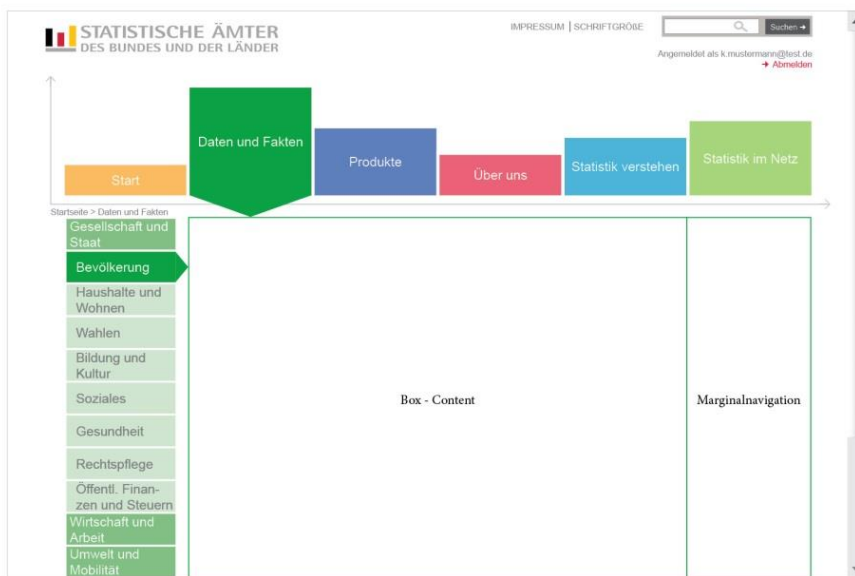 STATISTISCHE ÄMTER
DES BUNDES UND DER LÄNDER
IMPRESSUM | SCHRIFTGRÖßE
Suchen
Angemeldet als k.mustermann@test.de
Abmelden
Start
Daten und Fakten
Produkte
Über uns
Statistik verstehen
Statistik im Netz
Startseite > Daten und Fakten
Gesellschaft und
Staat
Bevölkerung
Haushalte und
Wohnen
Wahlen
Bildung und
Kultur
Soziales
Gesundheit
Rechtspflege
Öffentl. Finan-
zen und Steuern
Wirtschaft und
Arbeit
Umwelt und
Mobilität
Box - Content
Marginalnavigation